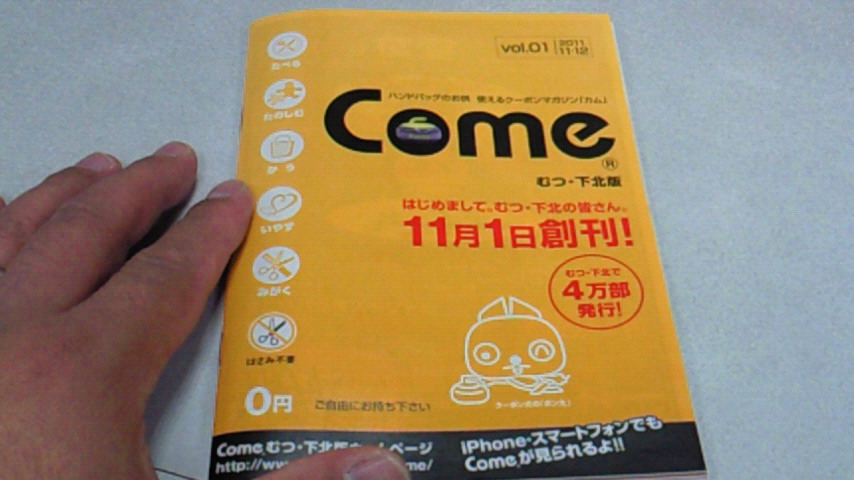 vol.01 2011 11・12
ハンドバッグのお供 使えるクーポンマガジン「カム」
Come®
むつ・下北版
はじめまして。むつ・下北の皆さん。
11月1日創刊!
むつ・下北で
4万部
発行!
たべる
たのしむ
かう
いやす
みがく
はさみ不要
0円 ご自由にお持ち下さい
クーポン犬の「ポン太」
Come むつ・下北版ホームページ
http://www
me/
iPhone・スマートフォンでも
Comeが見られるよ!!